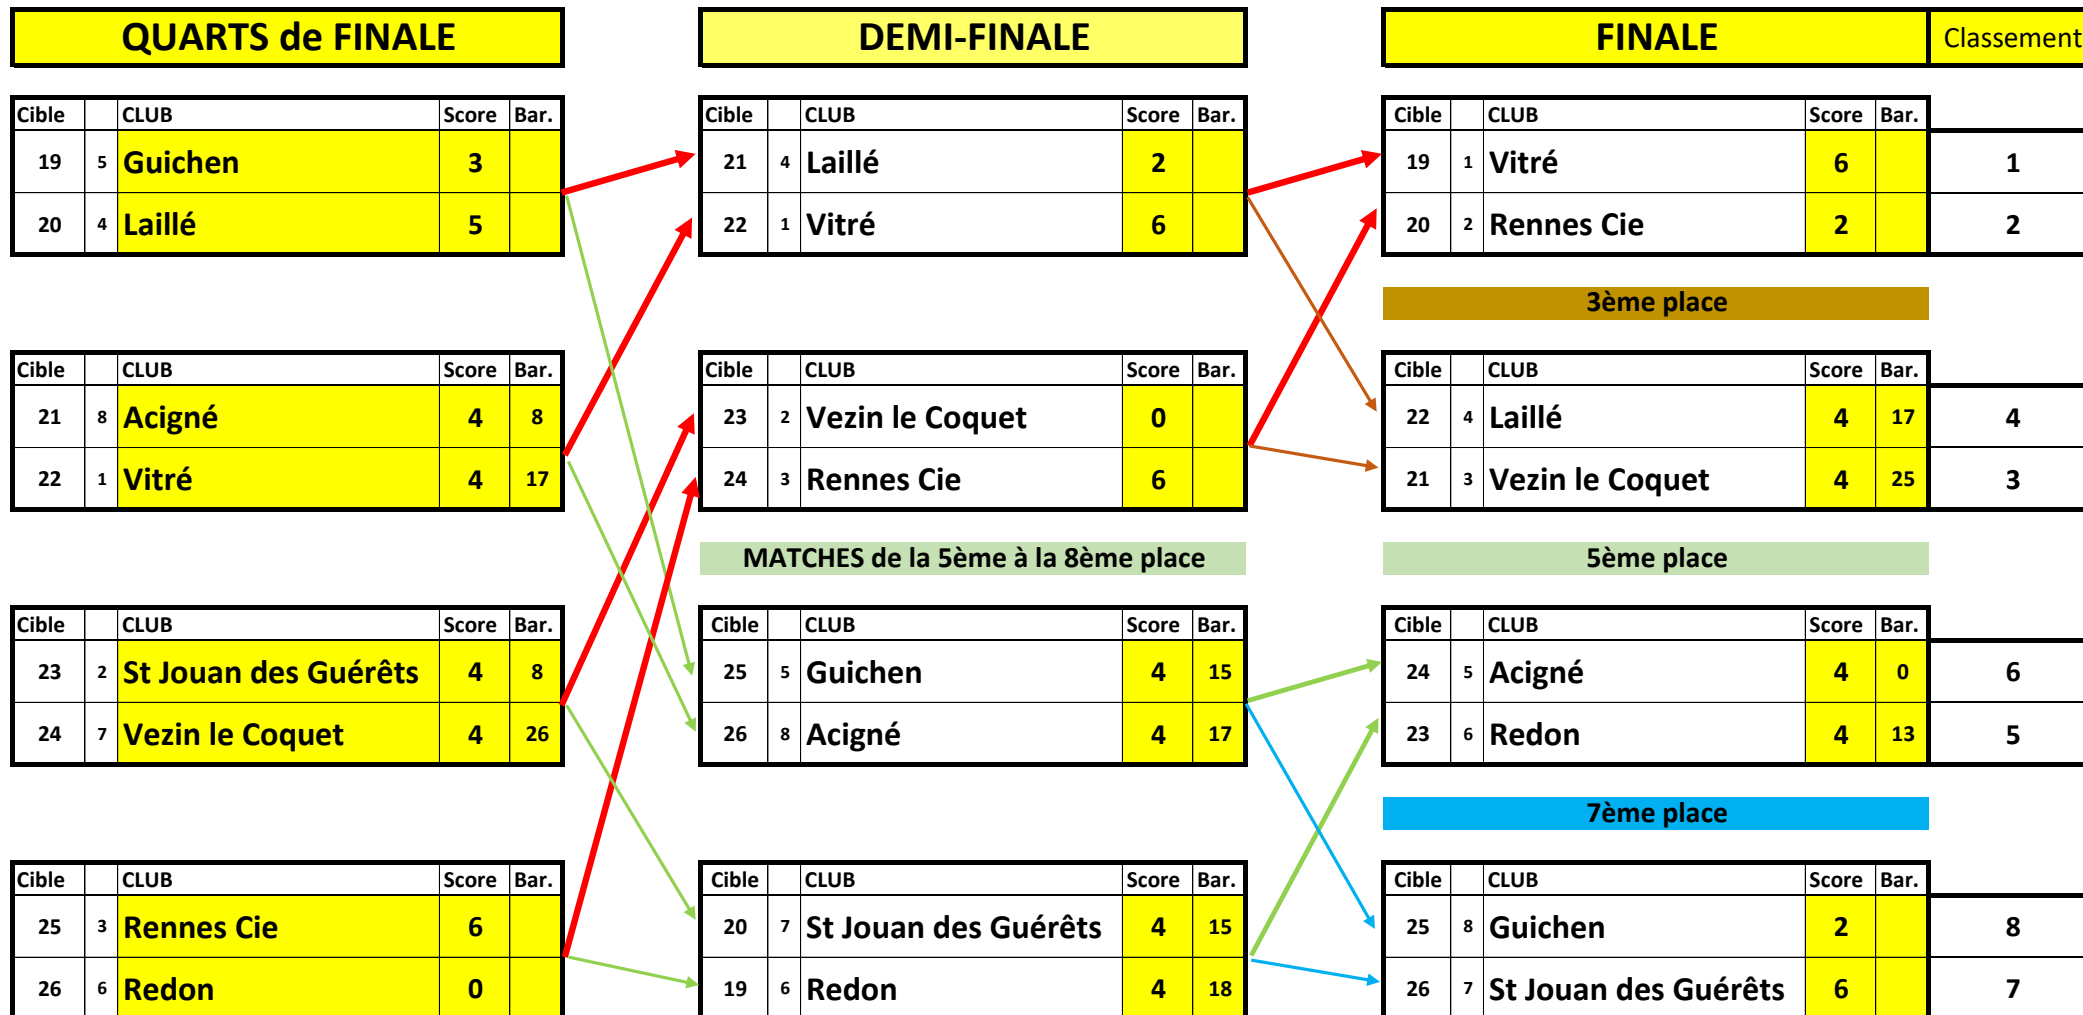 QUARTS de FINALE
Cible CLUB Score Bar.
19 5 Guichen 3
20 4 Laillé 5
Cible CLUB Score Bar.
21 8 Acigné 4 8
22 1 Vitré 4 17
Cible CLUB Score Bar.
23 2 St Jouan des Guérêts 4 8
24 7 Vezin le Coquet 4 26
Cible CLUB Score Bar.
25 3 Rennes Cie 6
26 6 Redon 0
DEMI-FINALE
Cible CLUB Score Bar.
21 4 Laillé 2
22 1 Vitré 6
Cible CLUB Score Bar.
23 2 Vezin le Coquet 0
24 3 Rennes Cie 6
MATCHES de la 5ème à la 8ème place
Cible CLUB Score Bar.
25 5 Guichen 4 15
26 8 Acigné 4 17
Cible CLUB Score Bar.
20 7 St Jouan des Guérêts 4 15
19 6 Redon 4 18
FINALE Classement
Cible CLUB Score Bar.
19 1 Vitré 6 1
20 2 Rennes Cie 2 2
3ème place
Cible CLUB Score Bar.
22 4 Laillé 4 17 4
21 3 Vezin le Coquet 4 25 3
5ème place
Cible CLUB Score Bar.
24 5 Acigné 4 0 6
23 6 Redon 4 13 5
7ème place
Cible CLUB Score Bar.
25 8 Guichen 2 8
26 7 St Jouan des Guérêts 6 7